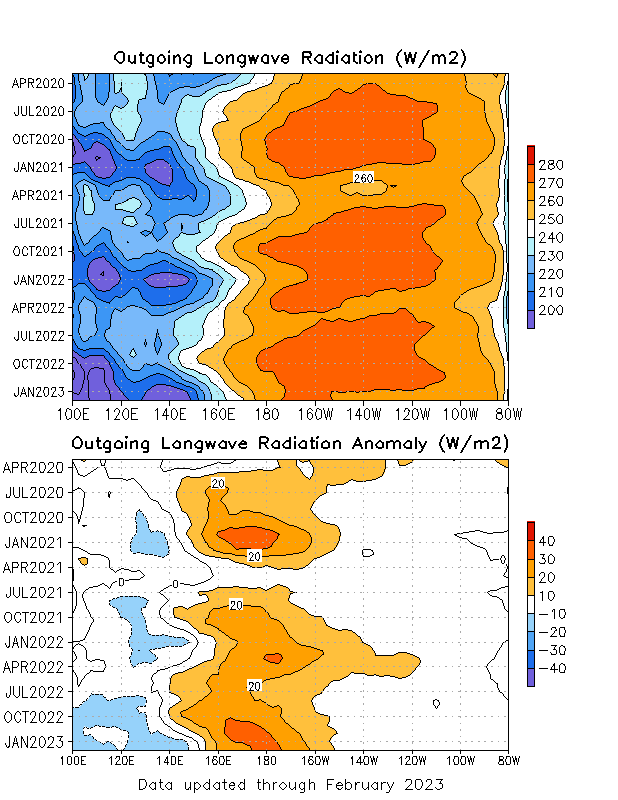 Outgoing Longwave Radiation (W/m2)
APR2020
JUL2020
OCT2020
JAN2021
APR2021
JUL2021
OCT2021
JAN2022
APR2022
JUL2022
OCT2022
JAN2023
260
100E 120E 140E 160E 180 160W 140W 120W 100W 80W
280
270
260
250
240
230
220
210
200
Outgoing Longwave Radiation Anomaly (W/m2)
APR2020
JUL2020
OCT2020
JAN2021
APR2021
JUL2021
OCT2021
JAN2022
APR2022
JUL2022
OCT2022
JAN2023
20
20
0
0 0
20
20
100E 120E 140E 160E 180 160W 140W 120W 100W 80W
40
30
20
10
-10
-20
-30
-40
Data updated through February 2023